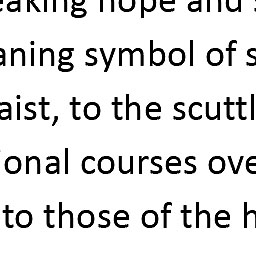 eaking hope and s
aning symbol of s
aist, to the scuttl
ional courses ove
to those of the h